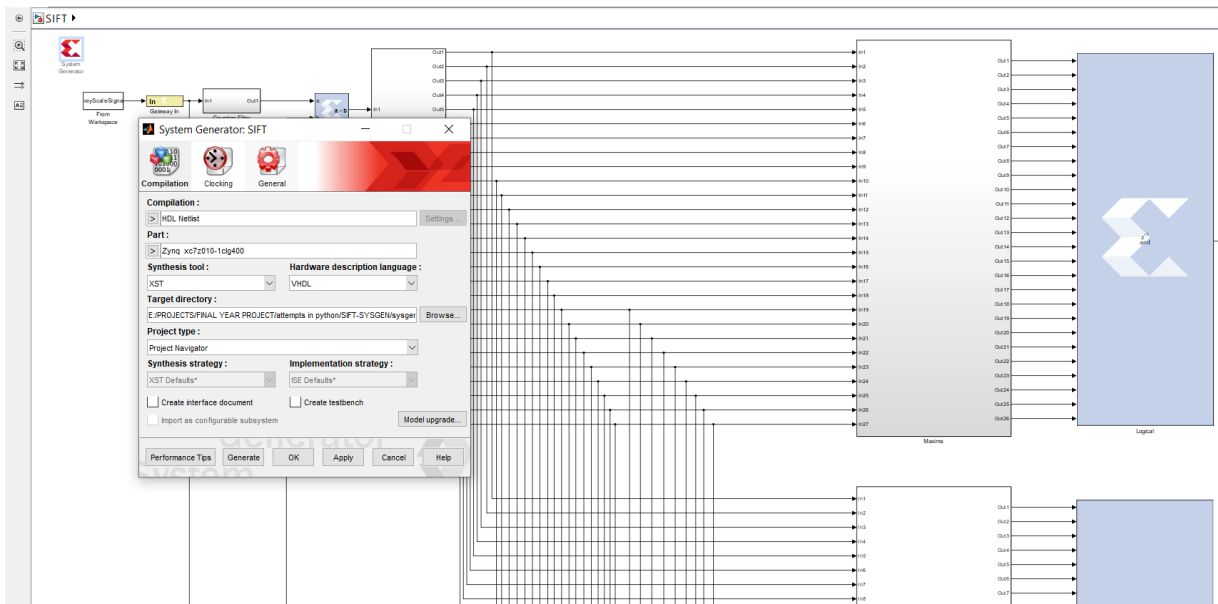 SIFT
System
Generator
From
Workspace
In
Gateway In
In1 Out1
a
a - b
In1
Out1
Out2
Out3
Out4
Out5
System Generator: SIFT
Compilation
Clocking
General
Compilation :
> HDL Netlist
Settings ...
Part :
> Zynq xc7z010-1clg400
Synthesis tool :
Hardware description language :
XST
VHDL
Target directory :
E:/PROJECTS/FINAL YEAR PROJECT/attempts in python/SIFT-SYSGEN/sysger
Browse...
Project type :
Project Navigator
Synthesis strategy :
Implementation strategy :
XST Defaults*
ISE Defaults*
Create interface document
Create testbench
Import as configurable subsystem
Model upgrade...
Performance Tips
Generate
OK
Apply
Cancel
Help
In1
In2
In3
In4
In5
In6
In7
In8
In9
In10
In11
In12
In13
In14
In15
In16
In17
In18
In19
In20
In21
In22
In23
In24
In25
In26
In27
Out1
Out2
Out3
Out4
Out5
Out6
Out7
Out8
Out9
Out10
Out11
Out12
Out13
Out14
Out15
Out16
Out17
Out18
Out19
Out20
Out21
Out22
Out23
Out24
Out25
Out26
Maxima
z-1
and
Logical
In1
In2
In3
In4
In5
In6
In7
In8
Out1
Out2
Out3
Out4
Out5
Out6
Out7